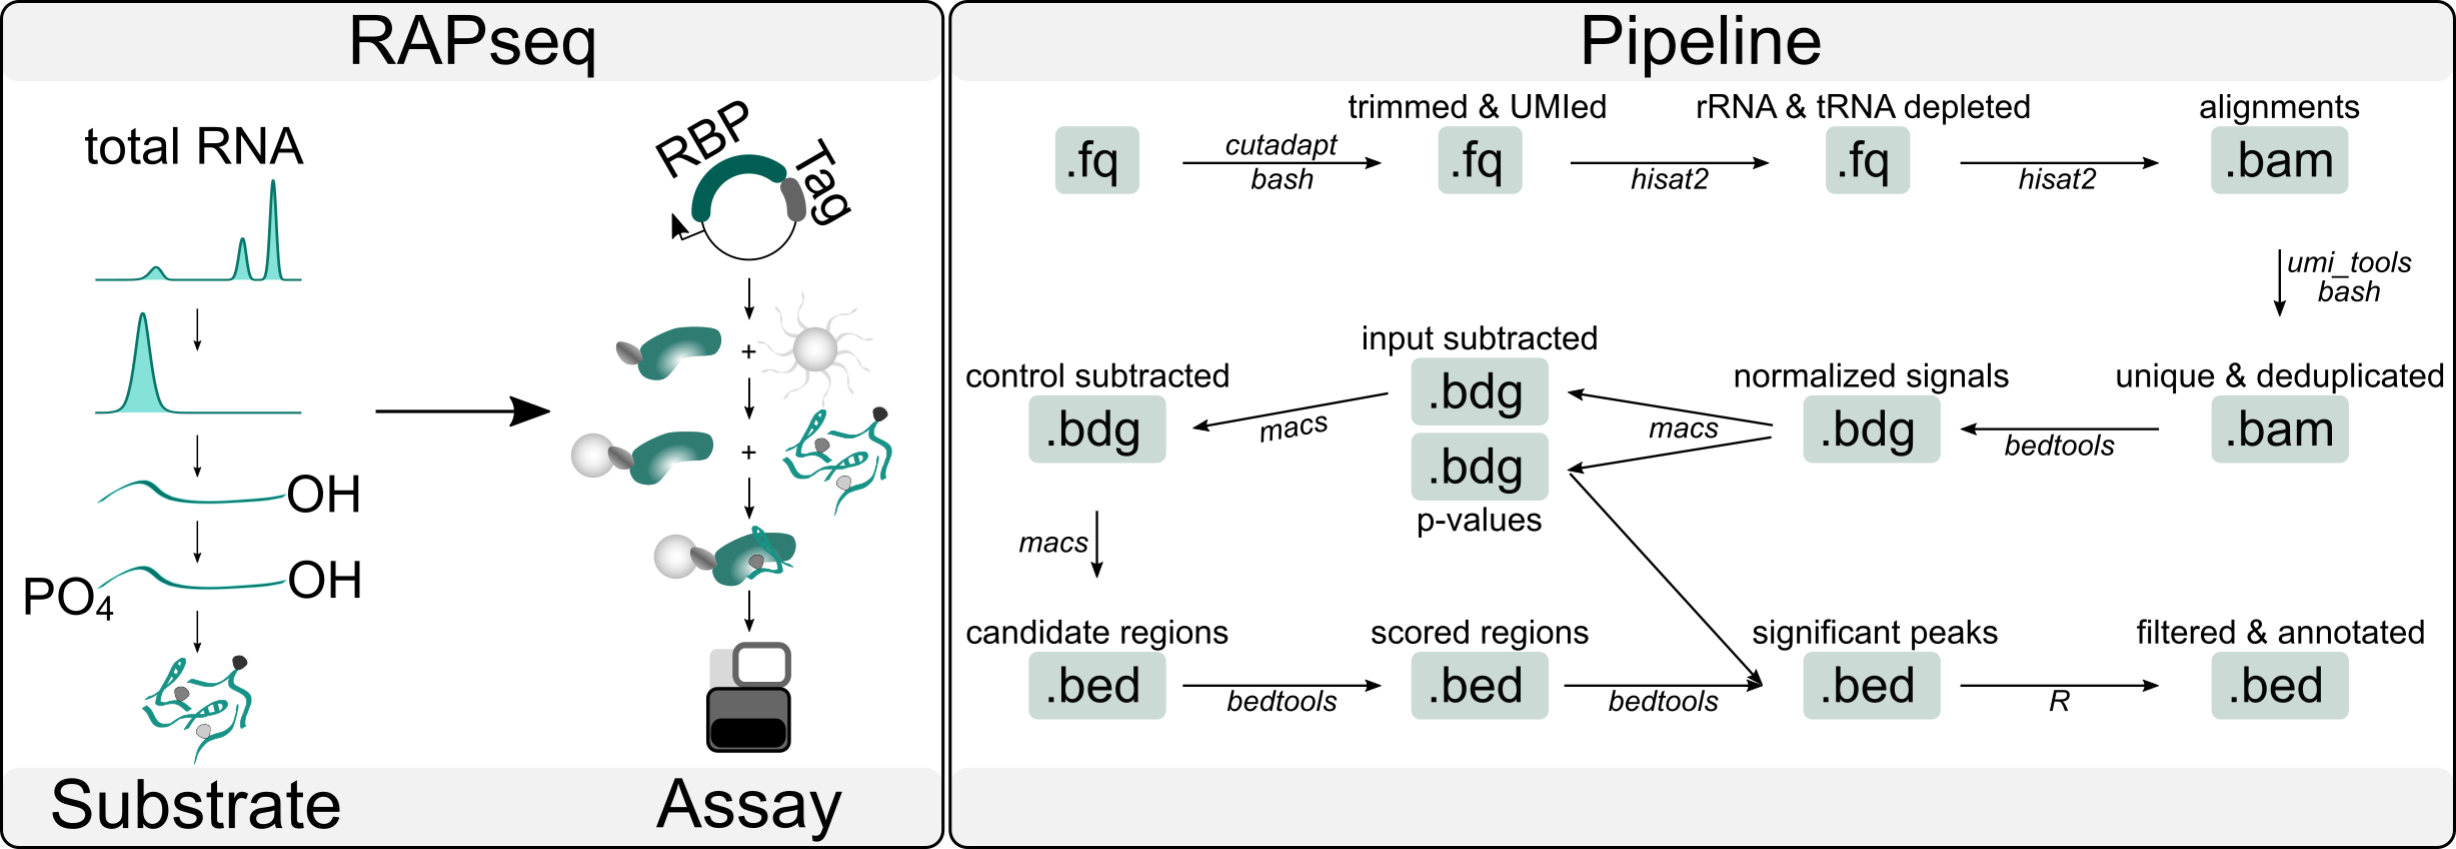 RAPseq
total RNA
OH
PO4
OH
RBP
Tag
+
+
Substrate
Assay
Pipeline
.fq
cutadapt
bash
trimmed & UMIed
.fq
hisat2
rRNA & tRNA depleted
.fq
hisat2
alignments
.bam
umi_tools
bash
unique & deduplicated
.bam
bedtools
normalized signals
.bdg
macs
input subtracted
.bdg
.bdg
p-values
macs
control subtracted
.bdg
macs
candidate regions
.bed
bedtools
scored regions
.bed
bedtools
significant peaks
.bed
R
filtered & annotated
.bed